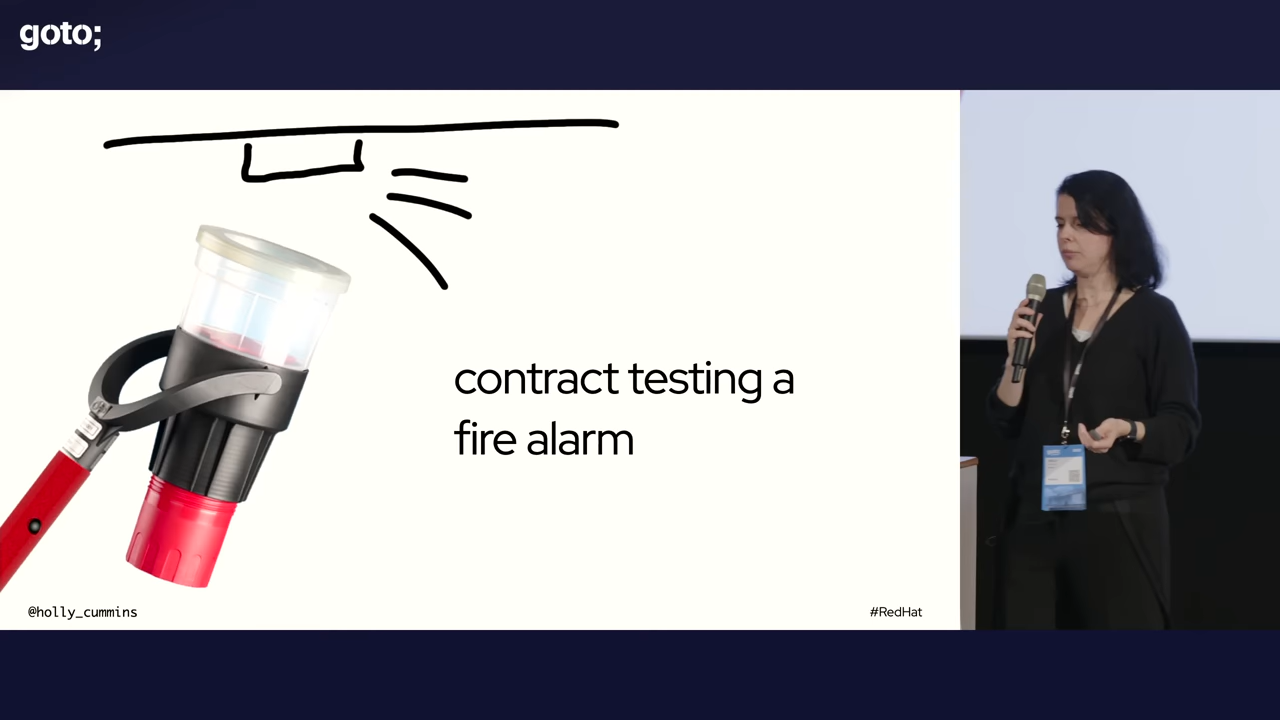 goto;
contract testing a
fire alarm
@holly_cummins
#RedHat